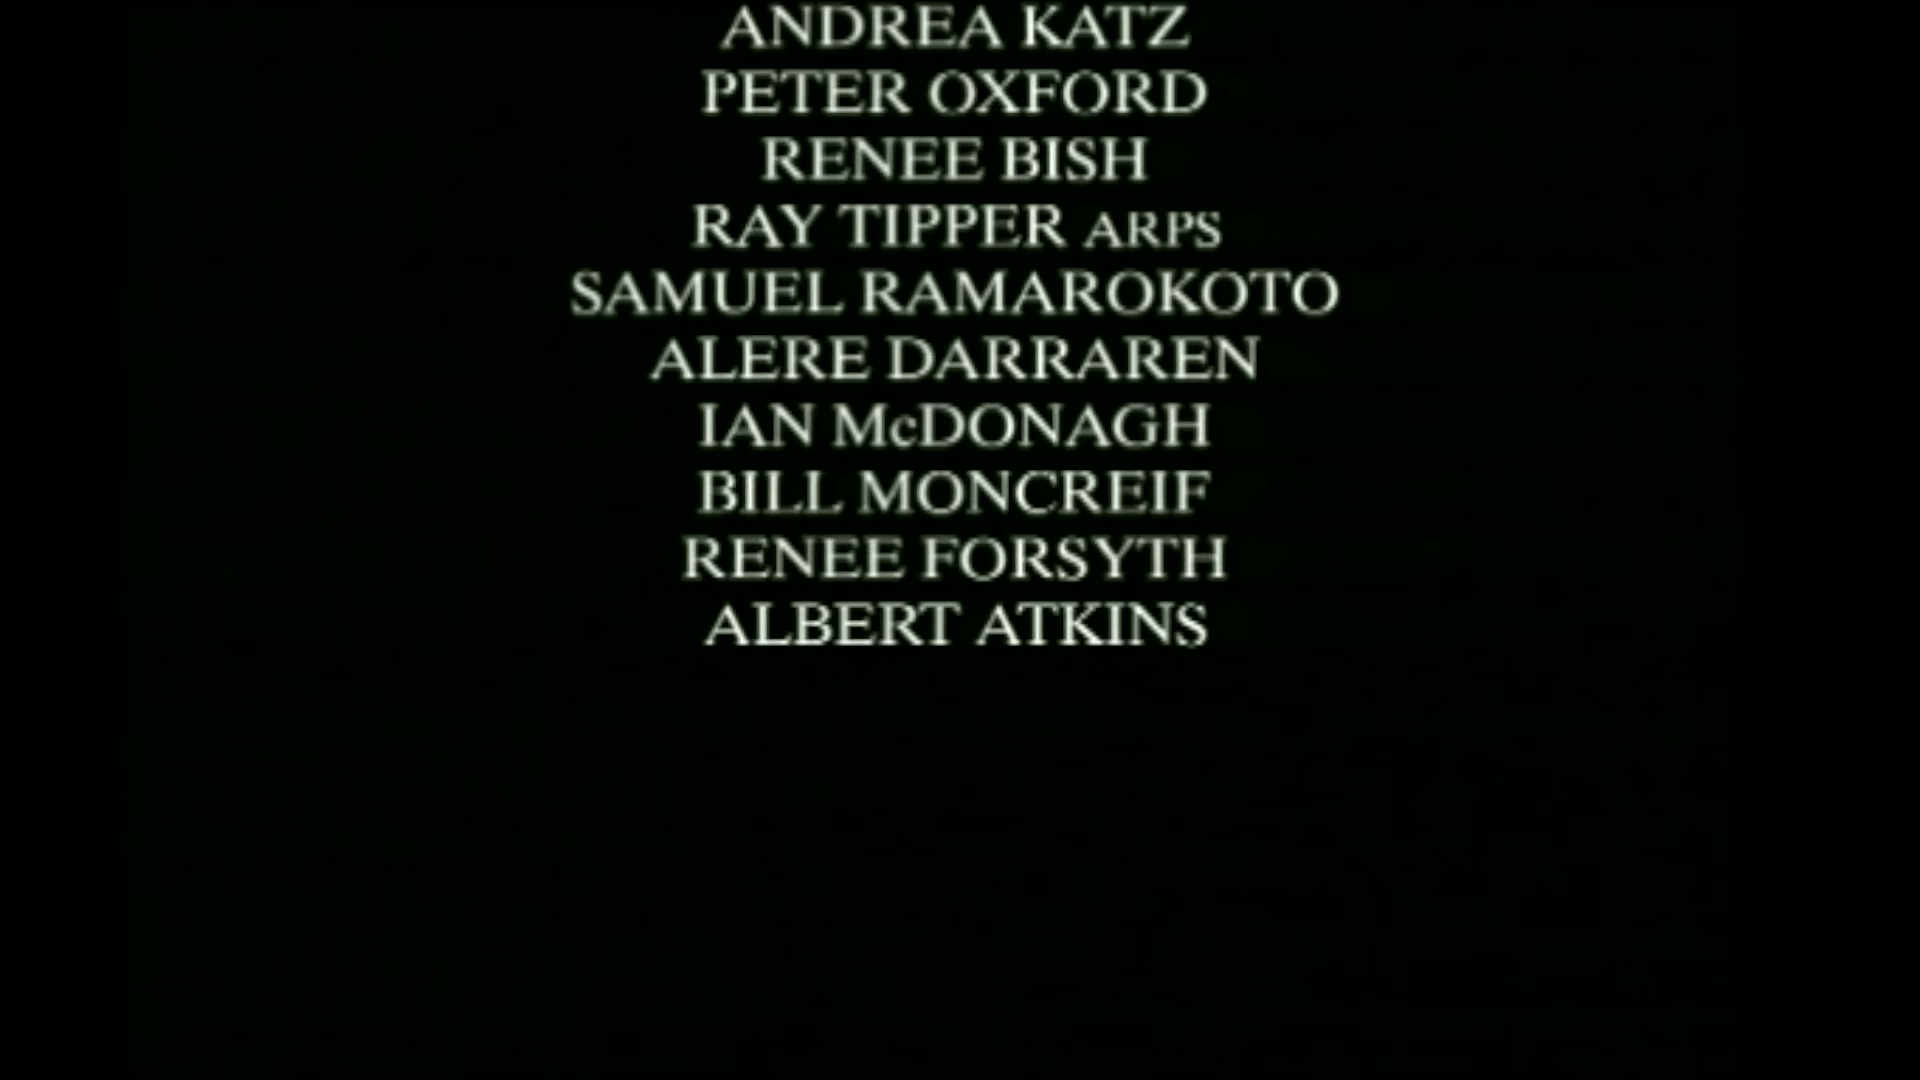 ANDREA KATZ
PETER OXFORD
RENEE BISH
RAY TIPPER ARPS
SAMUEL RAMAROKOTO
ALERE DARRAREN
IAN McDONAGH
BILL MONCREIF
RENEE FORSYTH
ALBERT ATKINS